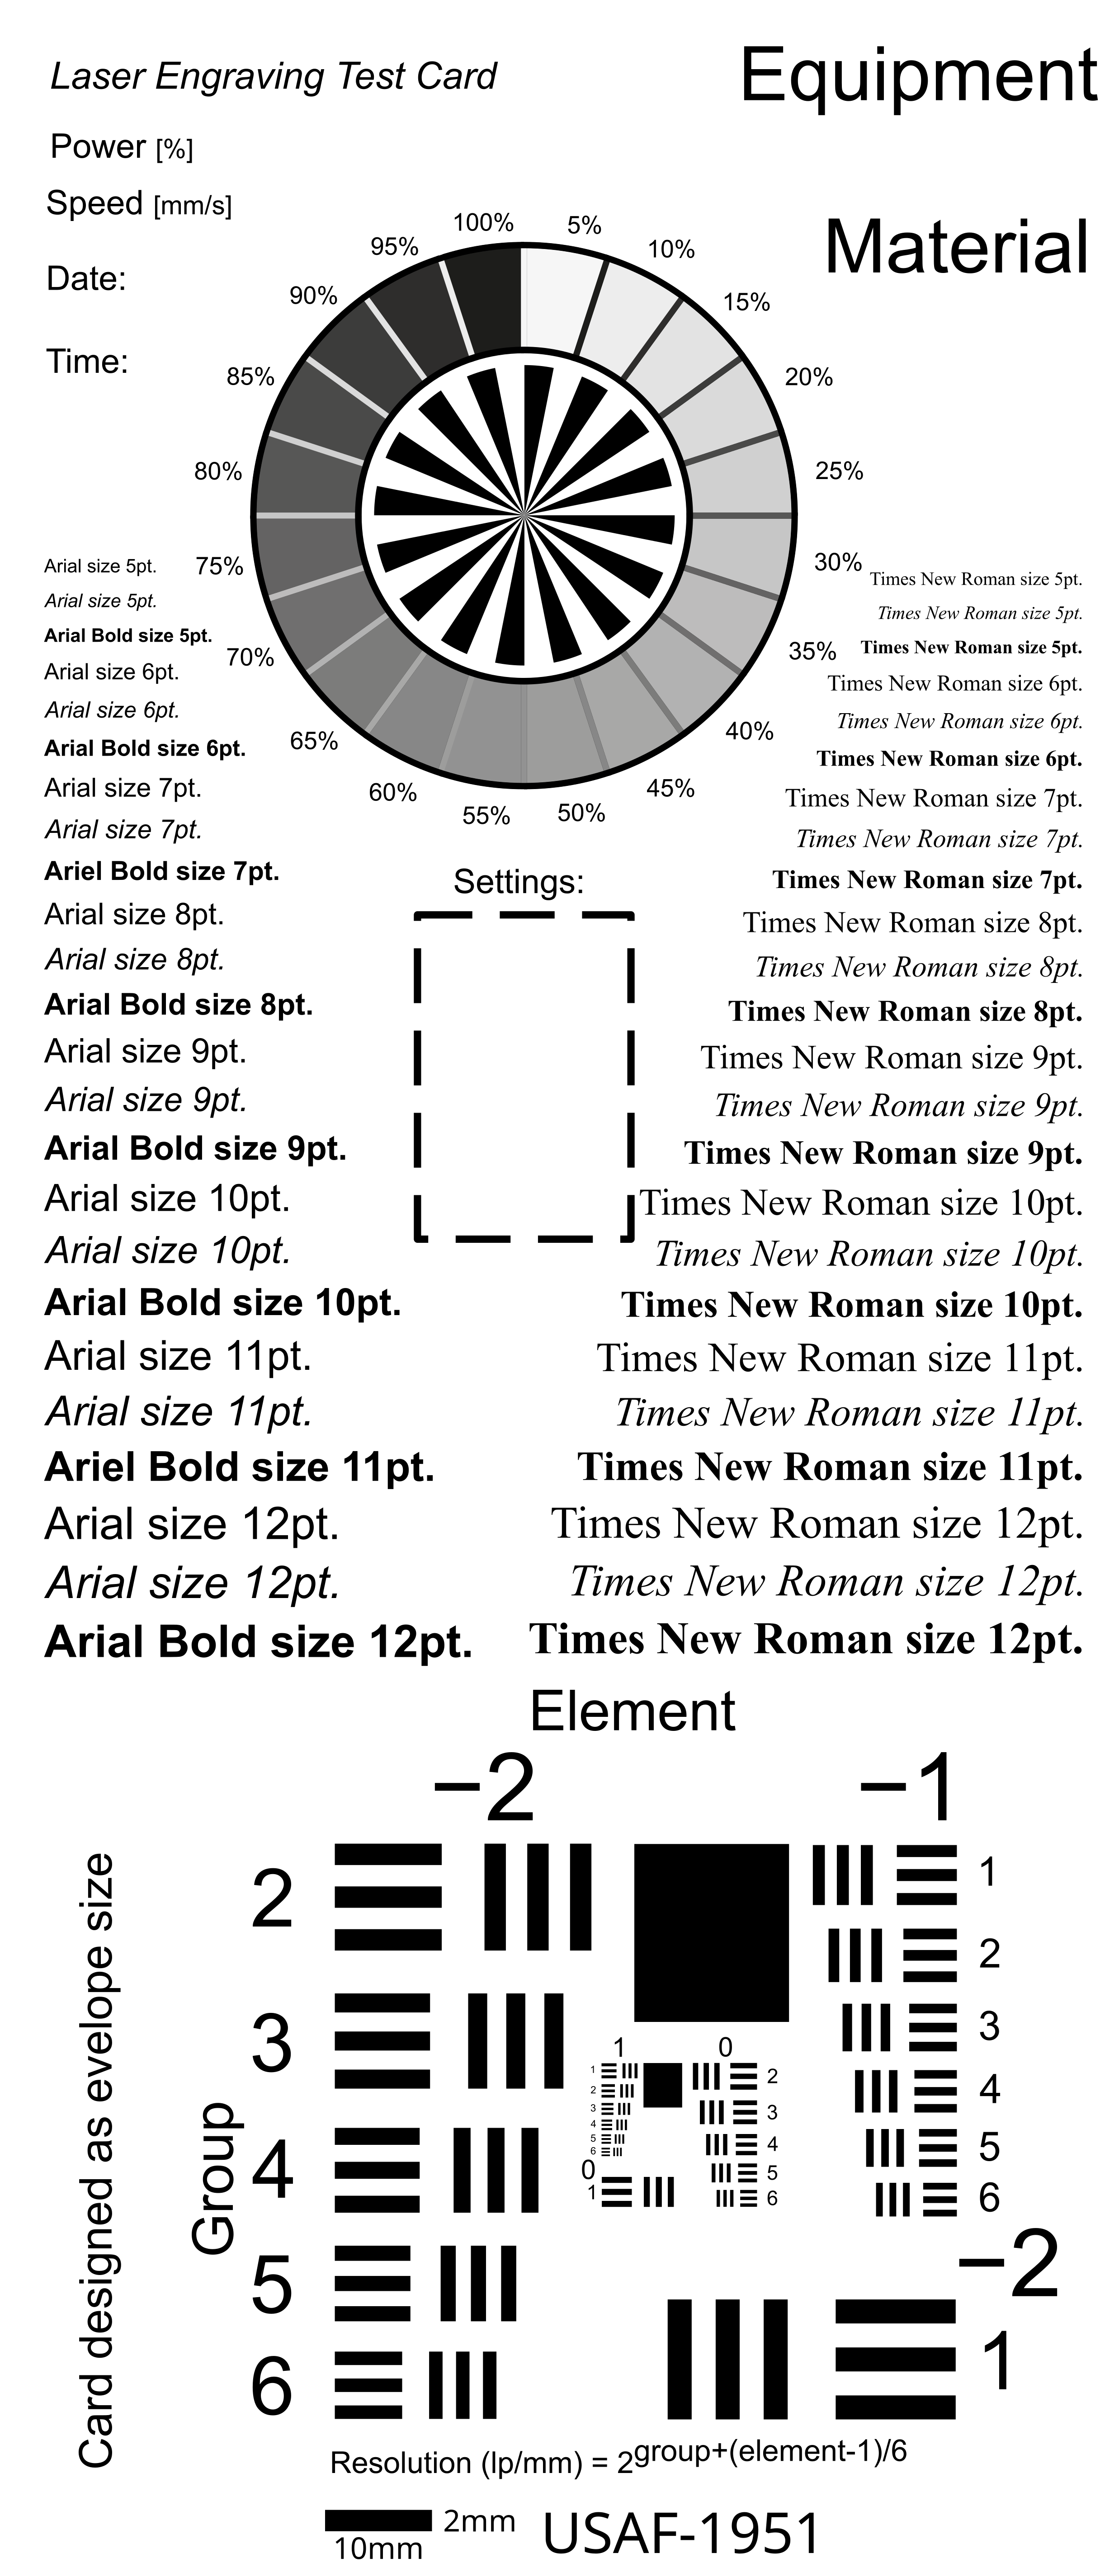 Laser Engraving Test Card
Equipment
Power [%]
Speed [mm/s]
Material
Date:
Time:
100%
5%
95%
10%
90%
15%
85%
20%
80%
25%
75%
30%
70%
35%
65%
40%
60%
45%
55%
50%
Arial size 5pt.
Arial size 5pt.
Arial Bold size 5pt.
Arial size 6pt.
Arial size 6pt.
Arial Bold size 6pt.
Arial size 7pt.
Arial size 7pt.
Ariel Bold size 7pt.
Arial size 8pt.
Arial size 8pt.
Arial Bold size 8pt.
Arial size 9pt.
Arial size 9pt.
Arial Bold size 9pt.
Arial size 10pt.
Arial size 10pt.
Arial Bold size 10pt.
Arial size 11pt.
Arial size 11pt.
Ariel Bold size 11pt.
Arial size 12pt.
Arial size 12pt.
Arial Bold size 12pt.
Settings:
Times New Roman size 5pt.
Times New Roman size 5pt.
Times New Roman size 5pt.
Times New Roman size 6pt.
Times New Roman size 6pt.
Times New Roman size 6pt.
Times New Roman size 7pt.
Times New Roman size 7pt.
Times New Roman size 7pt.
Times New Roman size 8pt.
Times New Roman size 8pt.
Times New Roman size 8pt.
Times New Roman size 9pt.
Times New Roman size 9pt.
Times New Roman size 9pt.
Times New Roman size 10pt.
Times New Roman size 10pt.
Times New Roman size 10pt.
Times New Roman size 11pt.
Times New Roman size 11pt.
Times New Roman size 11pt.
Times New Roman size 12pt.
Times New Roman size 12pt.
Times New Roman size 12pt.
Element
−2
−1
Card designed as evelope size
Group
2
3
4
5
6
1
0
1
2
3
4
5
6
2
3
4
5
6
0
1
1
2
3
4
5
6
−2
1
Resolution (lp/mm) = 2group+(element-1)/6
2mm
10mm
USAF-1951